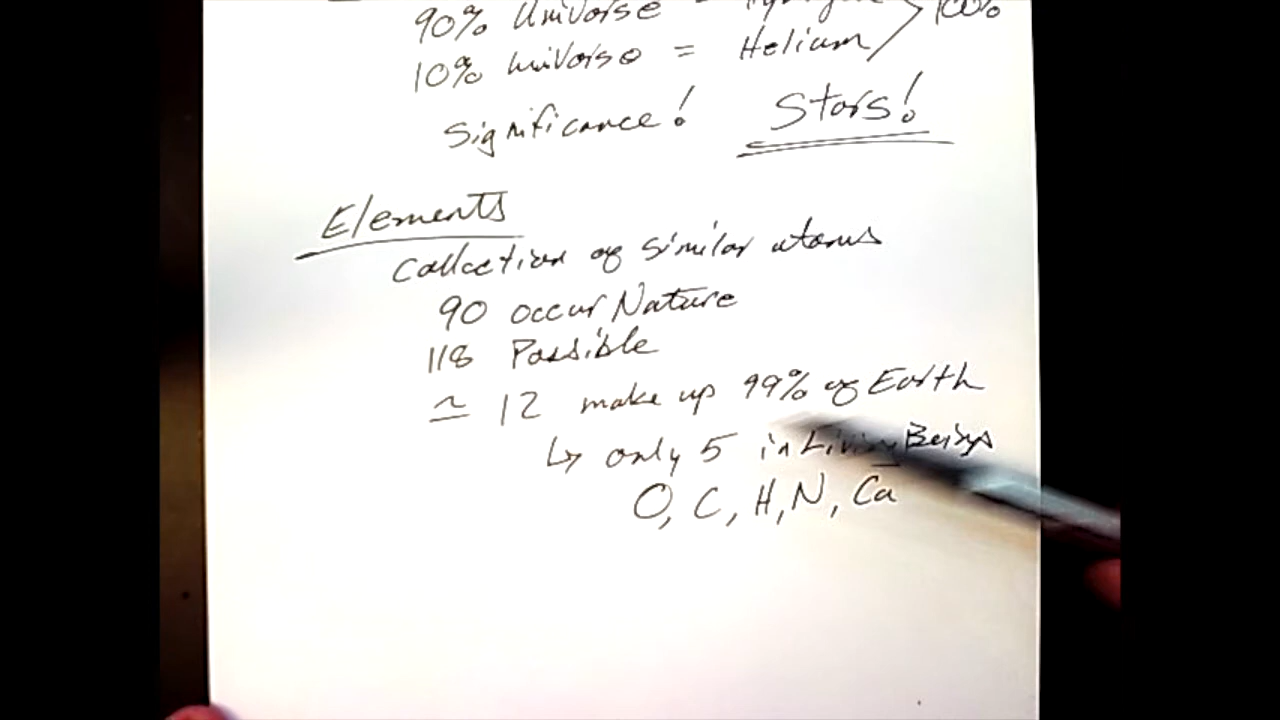 90% Universe =
10% Universe = Helium > 100%
Significance! Stars!
Elements
Collection of similar atoms
90 occur Nature
118 Possible
≃ 12 make up 99% of Earth
↳ only 5 in Living Beings
O, C, H, N, Ca